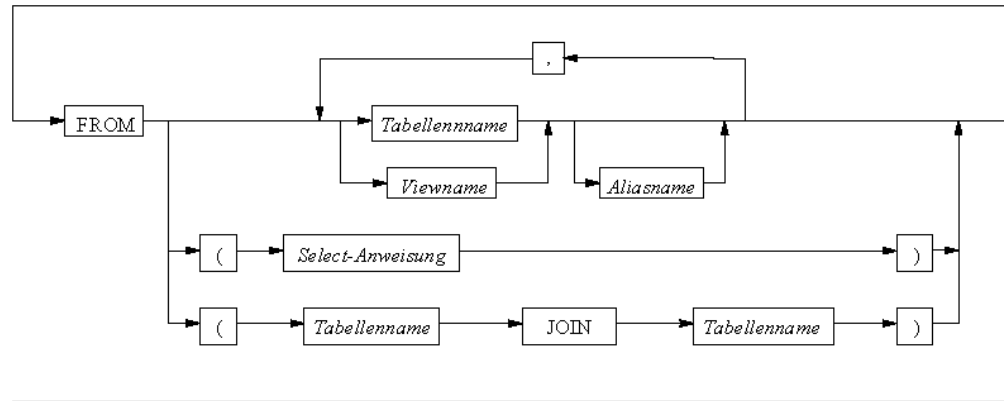 ,
FROM Tabellennname
Viewname Aliasname
( Select-Anweisung )
( Tabellenname JOIN Tabellenname )